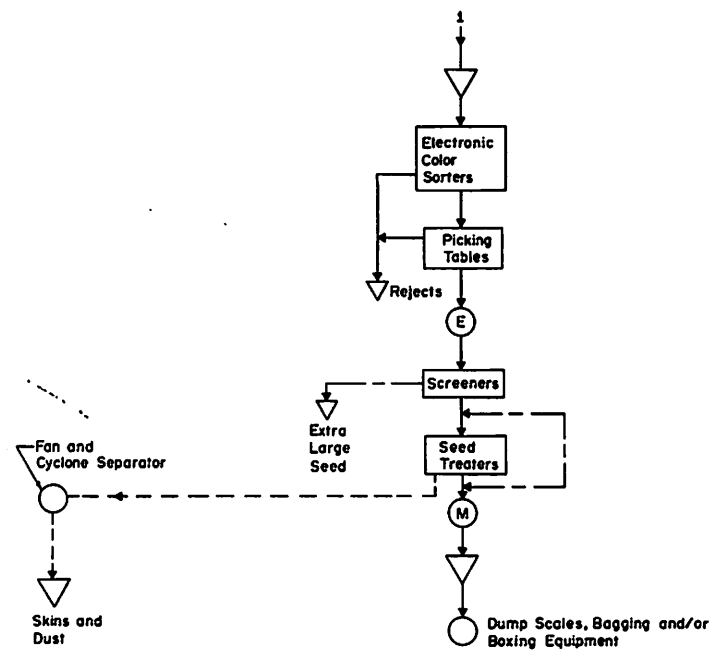 1
Electronic
Color
Sorters
Picking
Tables
Rejects
E
Screeners
Extra
Large
Seed
Seed
Treaters
Fan and
Cyclone Separator
M
Skins and
Dust
Dump Scales, Bagging and/or
Boxing Equipment